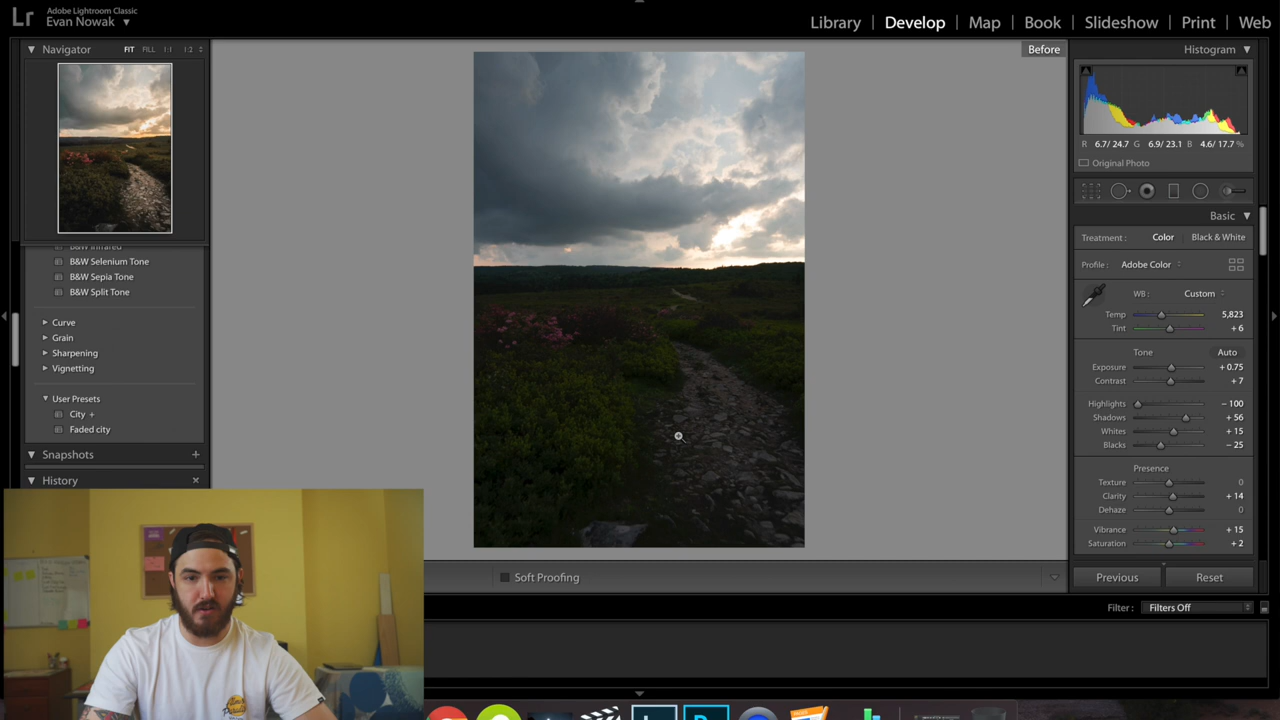 Lr
Adobe Lightroom Classic
Evan Nowak
Library | Develop | Map | Book | Slideshow | Print | Web
Navigator FIT FILL 1:1 1:2
Before
Histogram
R 6.7/ 24.7 G 6.9/ 23.1 B 4.6/ 17.7 %
Original Photo
Basic
Treatment : Color Black & White
Profile : Adobe Color
WB : Custom
Temp 5,823
Tint + 6
Tone Auto
Exposure + 0.75
Contrast + 7
Highlights − 100
Shadows + 56
Whites + 15
Blacks − 25
Presence
Texture 0
Clarity + 14
Dehaze 0
Vibrance + 15
Saturation + 2
Previous Reset
B&W Infrared
B&W Selenium Tone
B&W Sepia Tone
B&W Split Tone
Curve
Grain
Sharpening
Vignetting
User Presets
City +
Faded city
Snapshots +
History ×
Soft Proofing
Filter : Filters Off